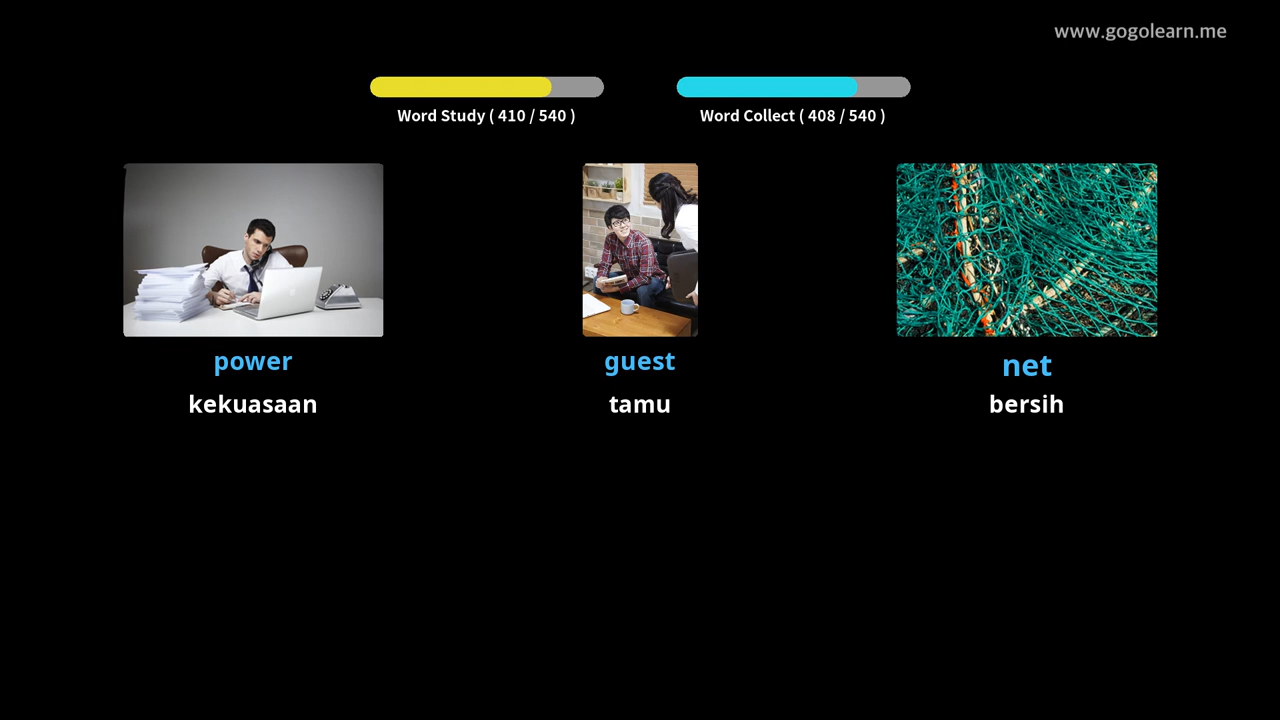 www.gogolearn.me
Word Study ( 410 / 540 )
Word Collect ( 408 / 540 )
power
kekuasaan
guest
tamu
net
bersih